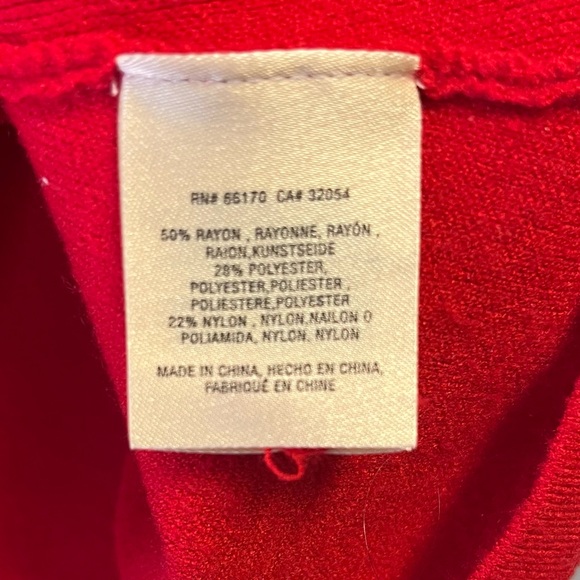 RN# 66170 CA# 32054
50% RAYON , RAYONNE, RAYÓN ,
RAION,KUNSTSEIDE
28% POLYESTER,
POLYESTER,POLIESTER ,
POLIESTERE,POLYESTER
22% NYLON , NYLON,NAILON O
POLIAMIDA, NYLON, NYLON
MADE IN CHINA, HECHO EN CHINA,
FABRIQUÉ EN CHINE